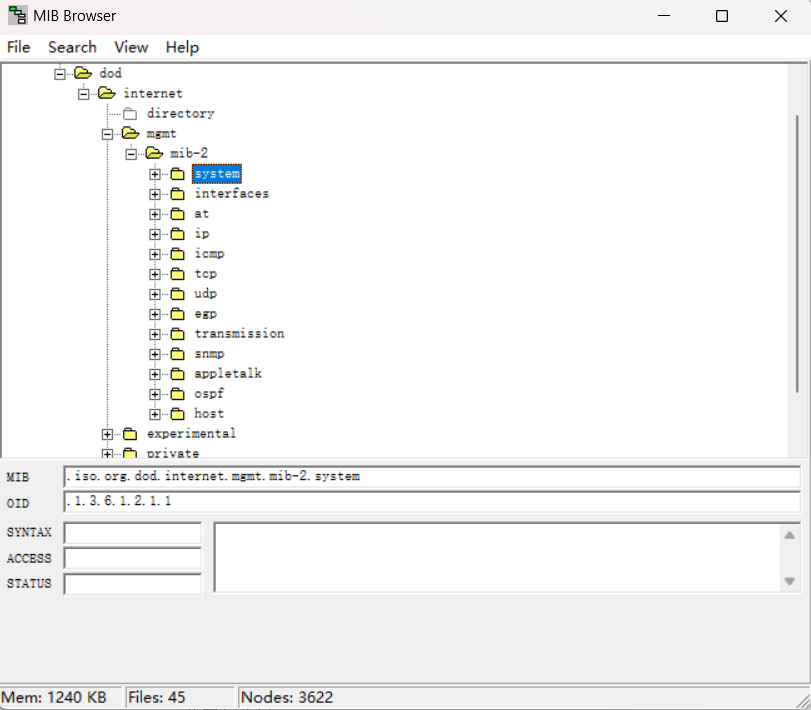 MIB Browser
File Search View Help
dod
internet
directory
mgmt
mib-2
system
interfaces
at
ip
icmp
tcp
udp
egp
transmission
snmp
appletalk
ospf
host
experimental
private
MIB .iso.org.dod.internet.mgmt.mib-2.system
OID .1.3.6.1.2.1.1
SYNTAX
ACCESS
STATUS
Mem: 1240 KB Files: 45 Nodes: 3622